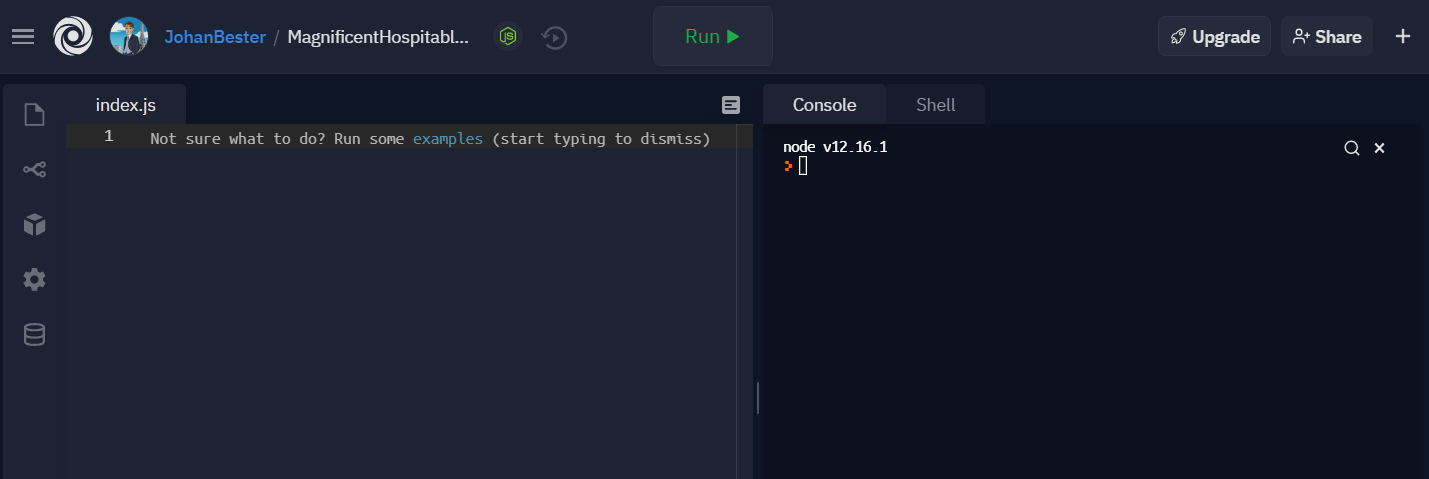 JohanBester / MagnificentHospitabl... JS Run Upgrade Share +
index.js
Console Shell
1 Not sure what to do? Run some examples (start typing to dismiss)
node v12.16.1
>